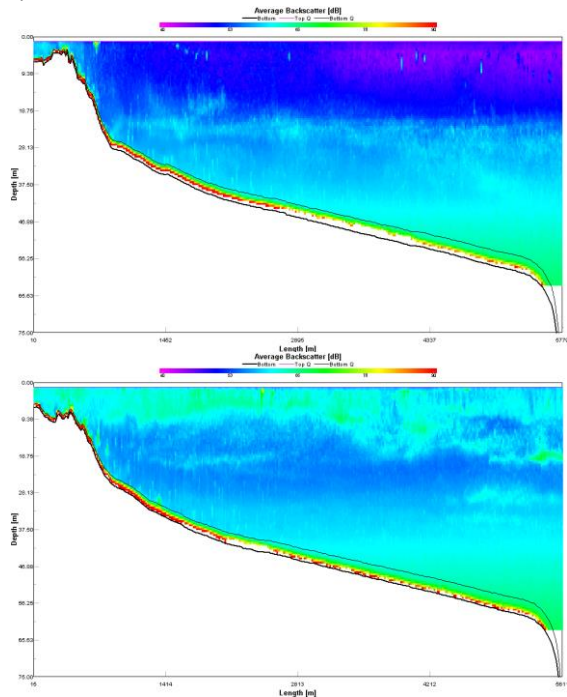 Average Backscatter [dB]
Bottom Top Q Bottom Q
Depth [m]
0.00
9.38
18.75
28.13
37.50
46.88
56.25
65.63
75.00
10 1462 2895 4337 5770
Length [m]
Average Backscatter [dB]
Bottom Top Q Bottom Q
Depth [m]
0.00
9.38
18.75
28.13
37.50
46.88
56.25
65.63
75.00
1414 2813 4212
Length [m]